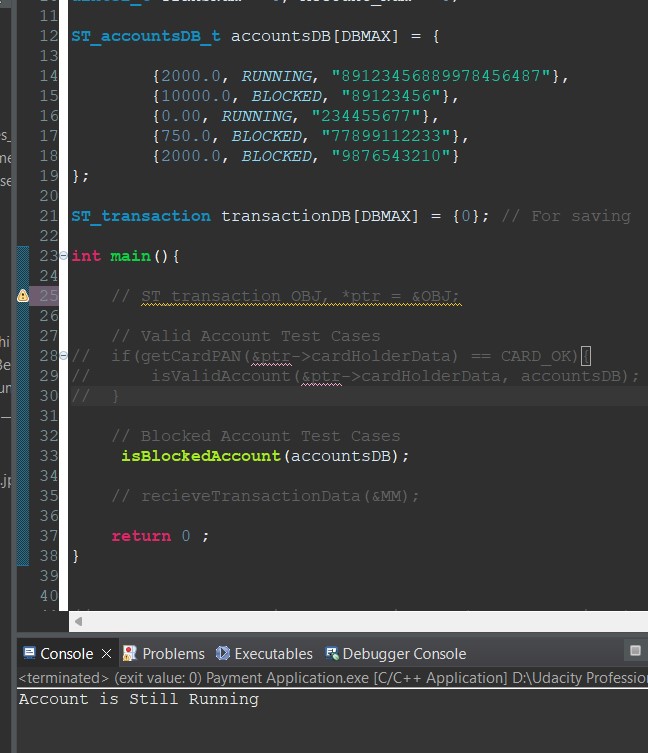 11
12 ST_accountsDB_t accountsDB[DBMAX] = {
13
14 {2000.0, RUNNING, "89123456889978456487"},
15 {10000.0, BLOCKED, "89123456"},
16 {0.00, RUNNING, "234455677"},
17 {750.0, BLOCKED, "77899112233"},
18 {2000.0, BLOCKED, "9876543210"}
19 };
20
21 ST_transaction transactionDB[DBMAX] = {0}; // For saving
22
23 int main(){
24
25 // ST_transaction OBJ, *ptr = &OBJ;
26
27 // Valid Account Test Cases
28 // if(getCardPAN(&ptr->cardHolderData) == CARD_OK){
29 // isValidAccount(&ptr->cardHolderData, accountsDB);
30 // }
31
32 // Blocked Account Test Cases
33 isBlockedAccount(accountsDB);
34
35 // recieveTransactionData(&MM);
36
37 return 0 ;
38 }
39
40
Console Problems Executables Debugger Console
<terminated> (exit value: 0) Payment Application.exe [C/C++ Application] D:\Udacity Professio
Account is Still Running